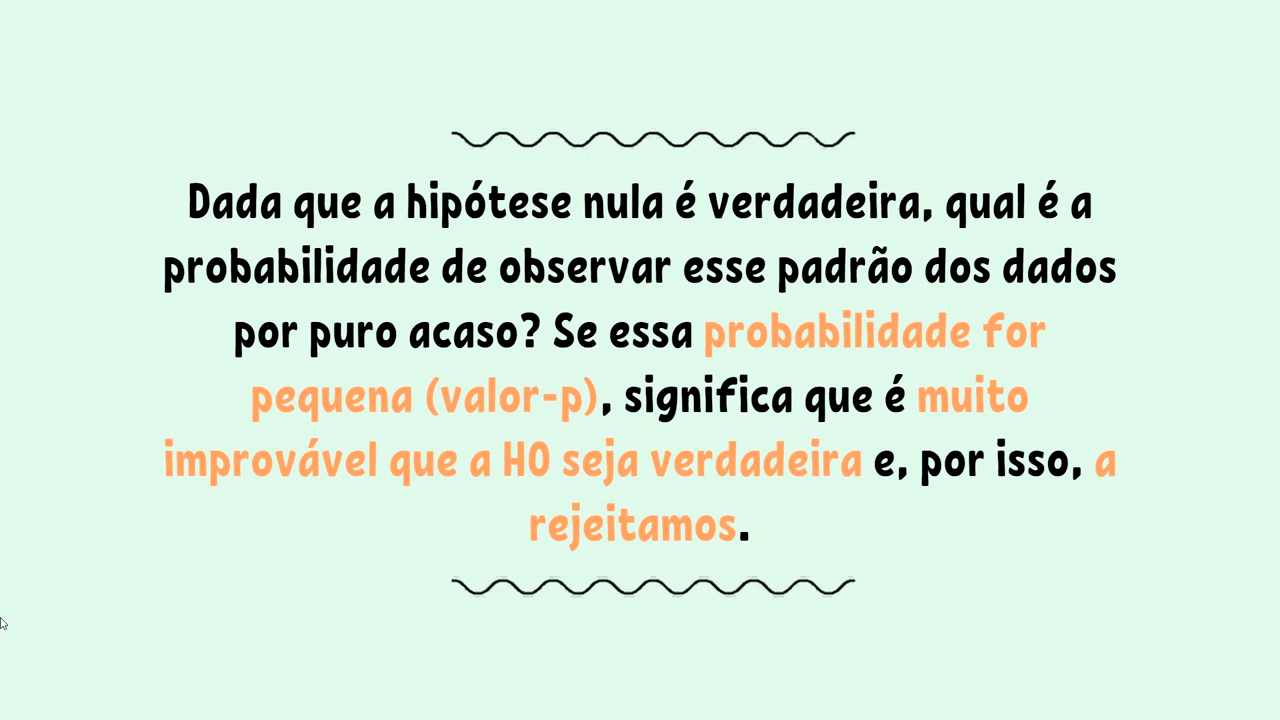 Dada que a hipótese nula é verdadeira, qual é a
probabilidade de observar esse padrão dos dados
por puro acaso? Se essa probabilidade for
pequena (valor-p), significa que é muito
improvável que a H0 seja verdadeira e, por isso, a
rejeitamos.